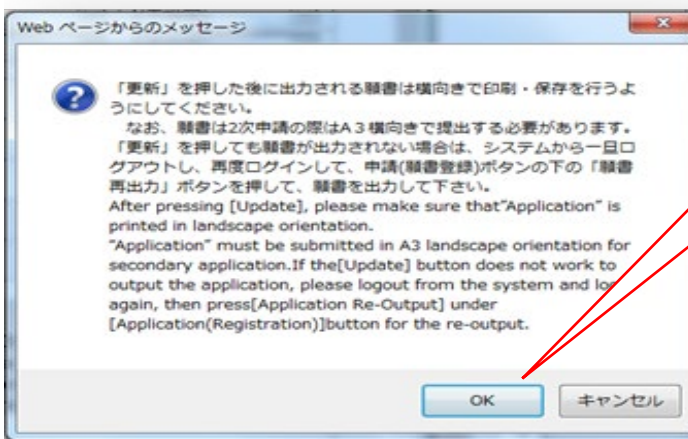 Web ページからのメッセージ
「更新」を押した後に出力される願書は横向きで印刷・保存を行うよ
うにしてください。
なお、願書は2次申請の際はA３横向きで提出する必要があります。
「更新」を押しても願書が出力されない場合は、システムから一旦ロ
グアウトし、再度ログインして、申請(願書登録)ボタンの下の「願書
再出力」ボタンを押して、願書を出力して下さい。
After pressing [Update], please make sure that"Application" is
printed in landscape orientation.
"Application" must be submitted in A3 landscape orientation for
secondary application.If the[Update] button does not work to
output the application, please logout from the system and
again, then press[Application Re-Output] under
[Application(Registration)]button for the re-output.
OK
キャンセル